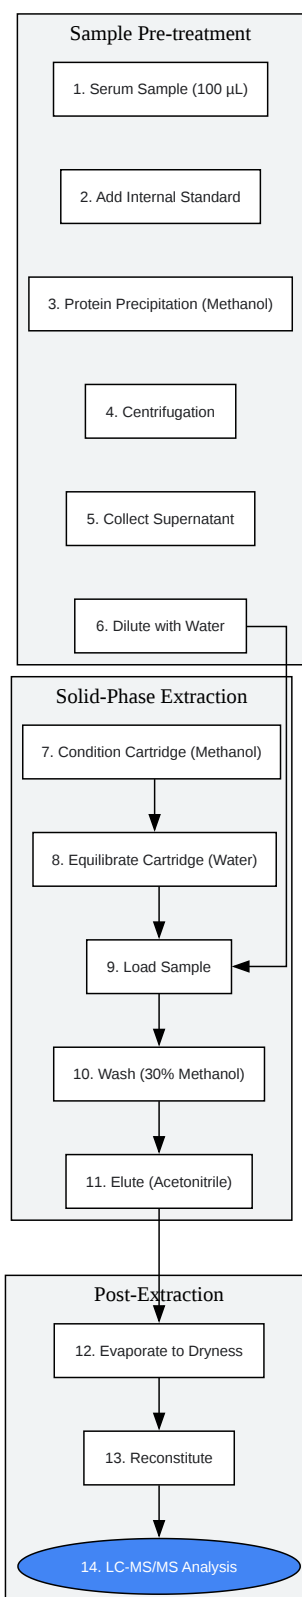 Sample Pre-treatment
1. Serum Sample (100 µL)
2. Add Internal Standard
3. Protein Precipitation (Methanol)
4. Centrifugation
5. Collect Supernatant
6. Dilute with Water
Solid-Phase Extraction
7. Condition Cartridge (Methanol)
8. Equilibrate Cartridge (Water)
9. Load Sample
10. Wash (30% Methanol)
11. Elute (Acetonitrile)
Post-Extraction
12. Evaporate to Dryness
13. Reconstitute
14. LC-MS/MS Analysis